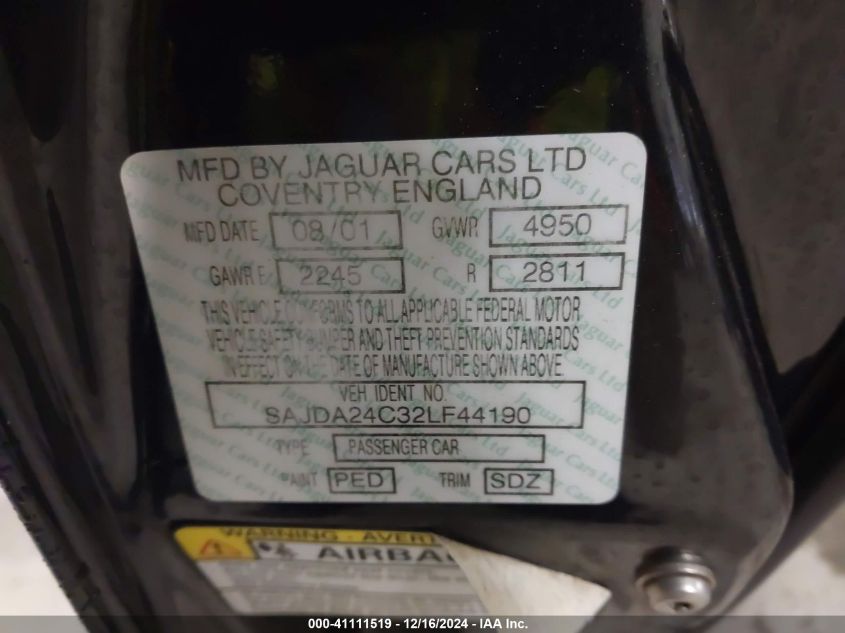 MFD BY JAGUAR CARS LTD
COVENTRY ENGLAND
MFD DATE 08/01 GVWR 4950
GAWR F 2245 R 2811
THIS VEHICLE CONFORMS TO ALL APPLICABLE FEDERAL MOTOR
VEHICLE SAFETY BUMPER AND THEFT PREVENTION STANDARDS
IN EFFECT ON THE DATE OF MANUFACTURE SHOWN ABOVE.
VEH IDENT NO.
SAJDA24C32LF44190
TYPE PASSENGER CAR
PAINT PED TRIM SDZ
WARNING - AVERT
AIRBA
000-41111519 - 12/16/2024 - IAA Inc.